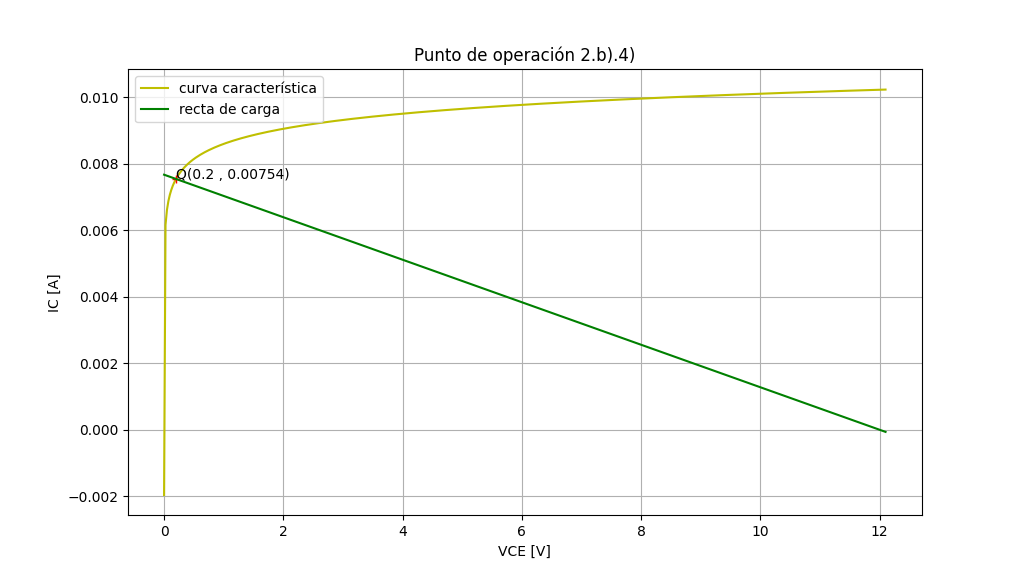 Punto de operación 2.b).4)
curva característica
recta de carga
Q(0.2 , 0.00754)
IC [A]
0.010
0.008
0.006
0.004
0.002
0.000
−0.002
0 2 4 6 8 10 12
VCE [V]